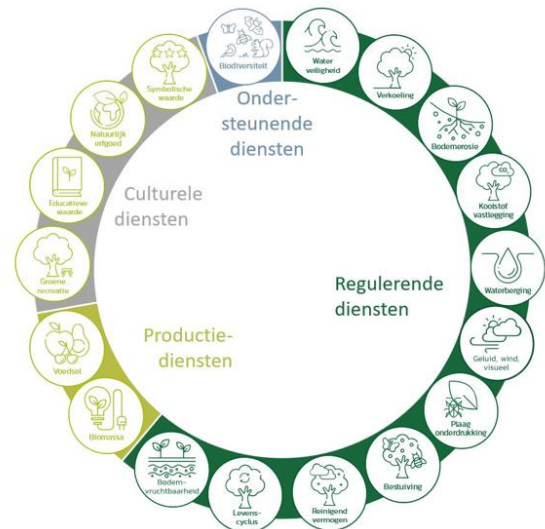 Biodiversiteit
Water
veiligheid
Verkoeling
Bodemerosie
CO₂
Koolstof
vastlegging
Waterberging
Geluid, wind,
visueel
Plaag
onderdrukking
Bestuiving
Reinigend
vermogen
Levens-
cyclus
Bodem-
vruchtbaarheid
Biomassa
Voedsel
Groene
recreatie
Educatieve
waarde
Natuurlijk
erfgoed
Symbolische
waarde
Onder-
steunende
diensten
Culturele
diensten
Regulerende
diensten
Productie-
diensten